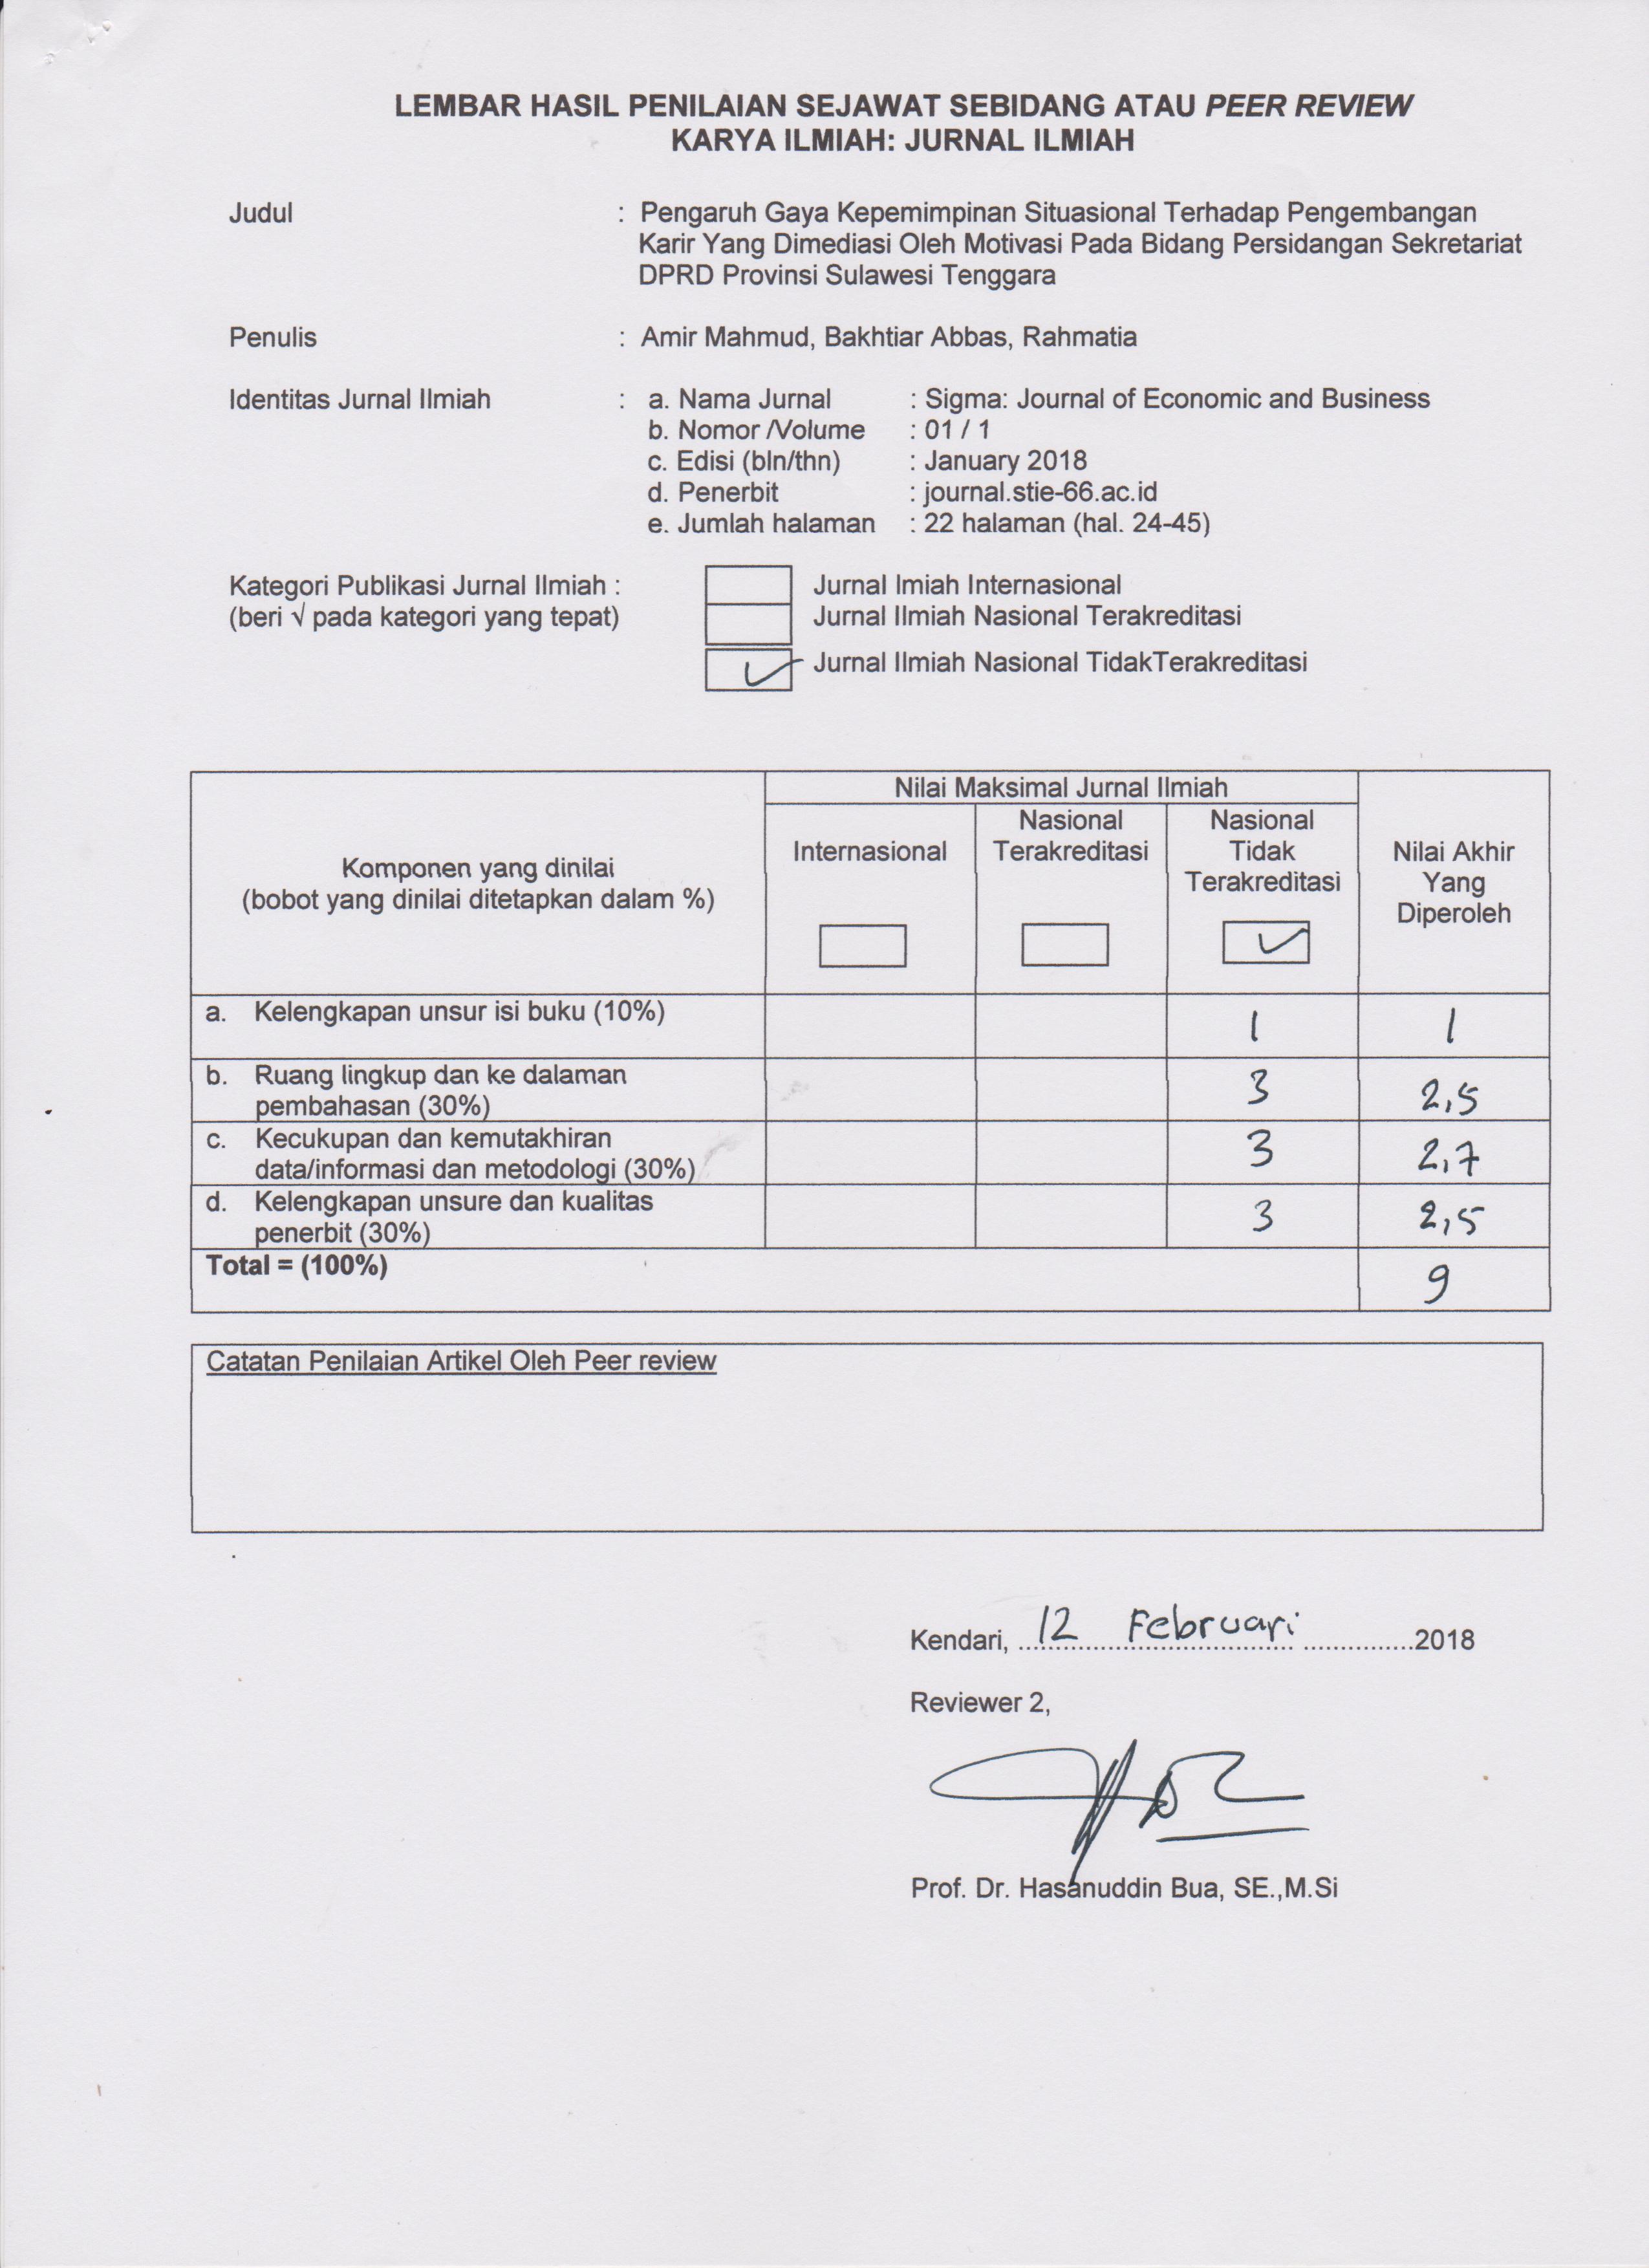 LEMBAR HASIL PENILAIAN SEJAWAT SEBIDANG ATAU PEER REVIEW
KARYA ILMIAH: JURNAL ILMIAH
Judul : Pengaruh Gaya Kepemimpinan Situasional Terhadap Pengembangan
Karir Yang Dimediasi Oleh Motivasi Pada Bidang Persidangan Sekretariat
DPRD Provinsi Sulawesi Tenggara
Penulis : Amir Mahmud, Bakhtiar Abbas, Rahmatia
Identitas Jurnal Ilmiah : a. Nama Jurnal : Sigma: Journal of Economic and Business
b. Nomor /Volume : 01 / 1
c. Edisi (bln/thn) : January 2018
d. Penerbit : journal.stie-66.ac.id
e. Jumlah halaman : 22 halaman (hal. 24-45)
Kategori Publikasi Jurnal Ilmiah : Jurnal Imiah Internasional
(beri √ pada kategori yang tepat) Jurnal Ilmiah Nasional Terakreditasi
✓ Jurnal Ilmiah Nasional TidakTerakreditasi
Komponen yang dinilai
(bobot yang dinilai ditetapkan dalam %)
Nilai Maksimal Jurnal Ilmiah
Internasional
Nasional
Terakreditasi
Nasional
Tidak
Terakreditasi
✓
Nilai Akhir
Yang
Diperoleh
a. Kelengkapan unsur isi buku (10%) 1 1
b. Ruang lingkup dan ke dalaman
pembahasan (30%) 3 2,5
c. Kecukupan dan kemutakhiran
data/informasi dan metodologi (30%) 3 2,7
d. Kelengkapan unsure dan kualitas
penerbit (30%) 3 2,5
Total = (100%) 9
Catatan Penilaian Artikel Oleh Peer review
Kendari, 12 Februari 2018
Reviewer 2,
Prof. Dr. Hasanuddin Bua, SE.,M.Si